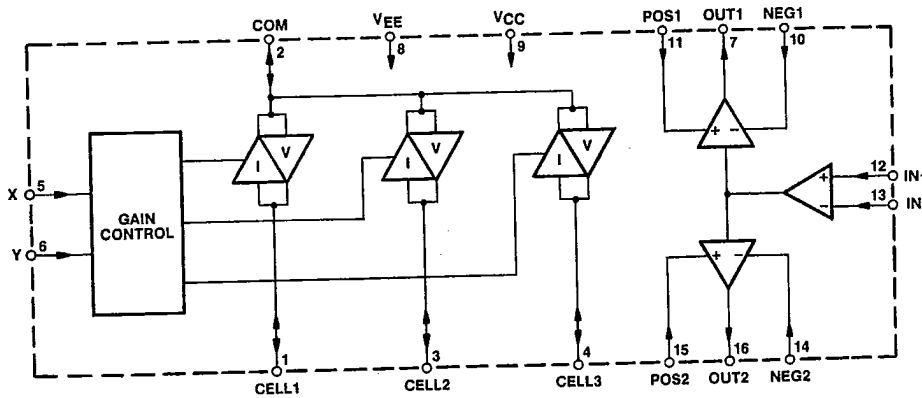 COM
2
VEE
8
VCC
9
POS1
11
OUT1
7
NEG1
10
I V
I V
I V
+ −
X 5
Y 6
GAIN
CONTROL
+
−
12 IN+
13 IN
+ −
1
CELL1
3
CELL2
4
CELL3
15
POS2
16
OUT2
14
NEG2